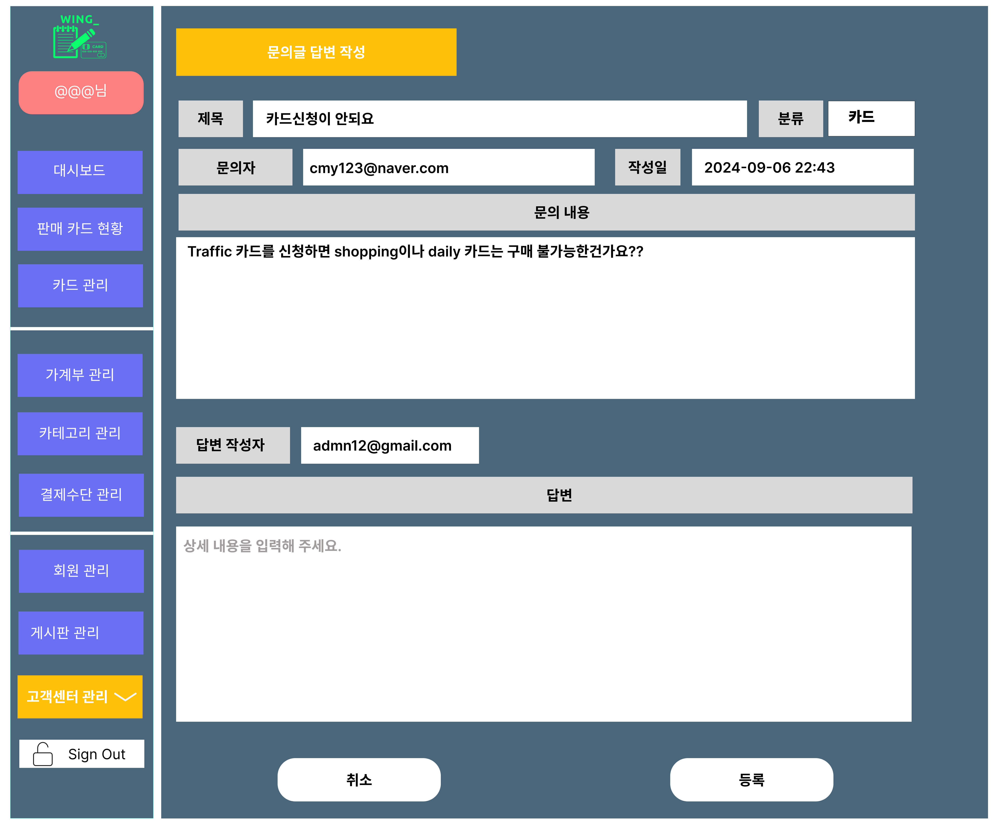 WING_
CARD
@@@님
대시보드
판매 카드 현황
카드 관리
가계부 관리
카테고리 관리
결제수단 관리
회원 관리
게시판 관리
고객센터 관리
Sign Out
문의글 답변 작성
제목 카드신청이 안되요 분류 카드
문의자 cmy123@naver.com 작성일 2024-09-06 22:43
문의 내용
Traffic 카드를 신청하면 shopping이나 daily 카드는 구매 불가능한건가요??
답변 작성자 admn12@gmail.com
답변
상세 내용을 입력해 주세요.
취소 등록